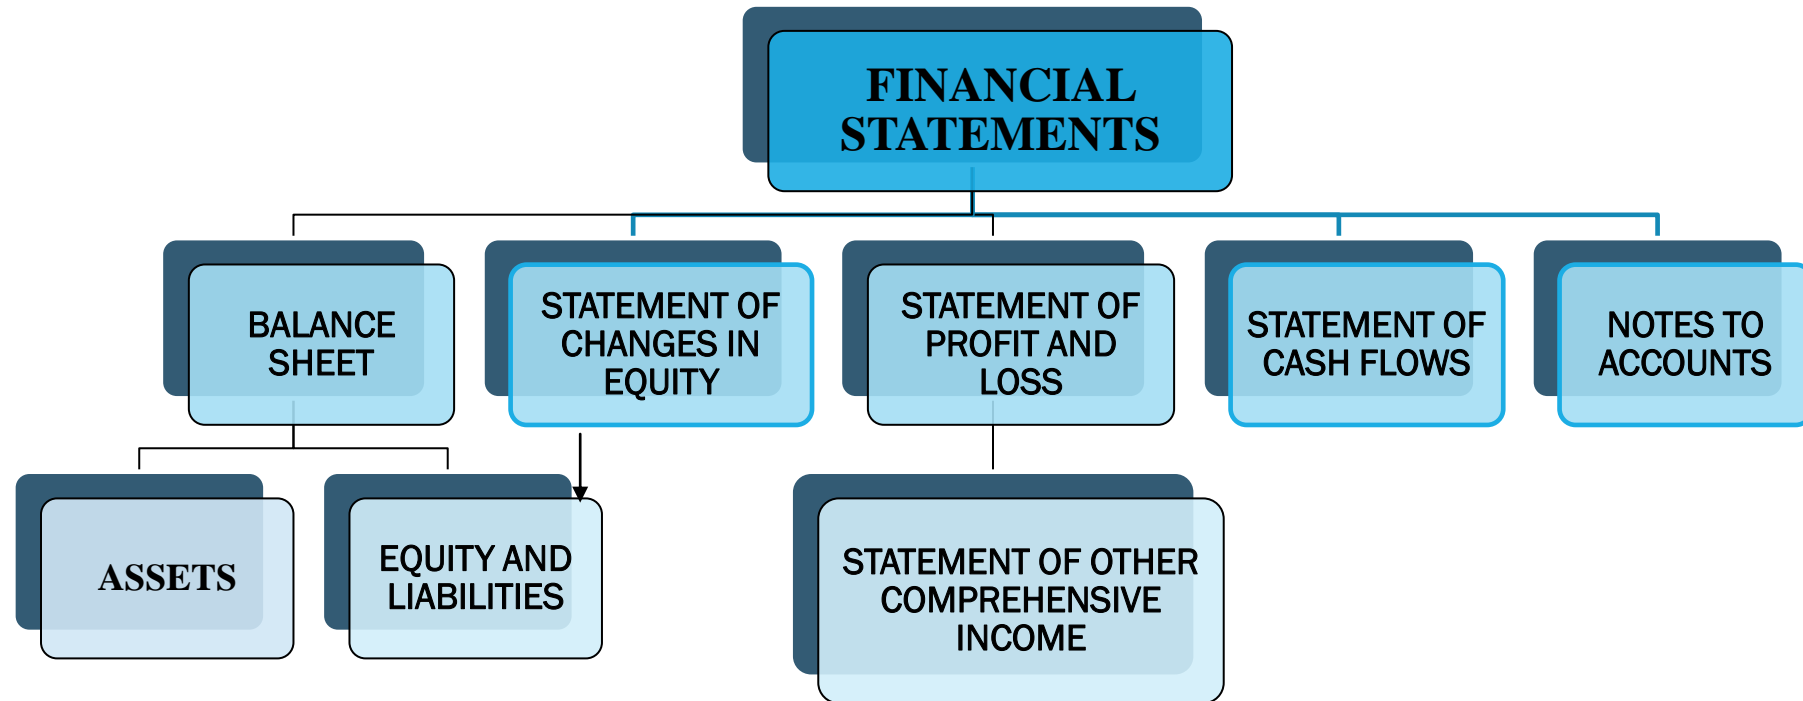 FINANCIAL
STATEMENTS
BALANCE
SHEET
STATEMENT OF
CHANGES IN
EQUITY
STATEMENT OF
PROFIT AND
LOSS
STATEMENT OF
CASH FLOWS
NOTES TO
ACCOUNTS
ASSETS
EQUITY AND
LIABILITIES
STATEMENT OF OTHER
COMPREHENSIVE
INCOME